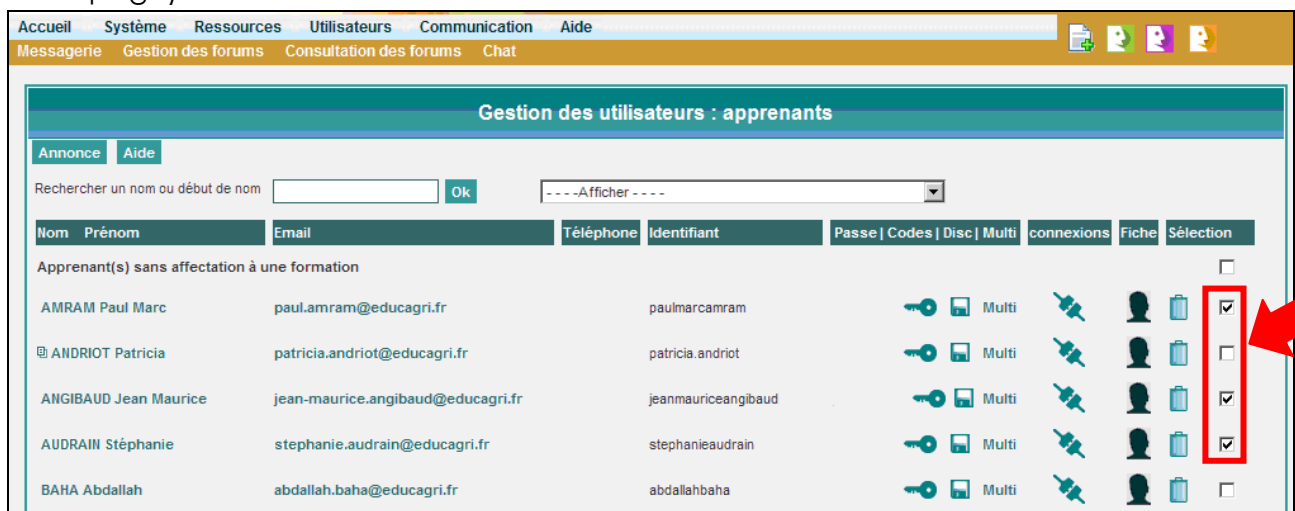 Accueil Système Ressources Utilisateurs Communication Aide
Messagerie Gestion des forums Consultation des forums Chat
Gestion des utilisateurs : apprenants
Annonce Aide
Rechercher un nom ou début de nom Ok - - - -Afficher - - - -
Nom Prénom Email Téléphone Identifiant Passe | Codes | Disc | Multi connexions Fiche Sélection
Apprenant(s) sans affectation à une formation
AMRAM Paul Marc paul.amram@educagri.fr paulmarcamram Multi
ANDRIOT Patricia patricia.andriot@educagri.fr patricia.andriot Multi
ANGIBAUD Jean Maurice jean-maurice.angibaud@educagri.fr jeanmauriceangibaud Multi
AUDRAIN Stéphanie stephanie.audrain@educagri.fr stephanieaudrain Multi
BAHA Abdallah abdallah.baha@educagri.fr abdallahbaha Multi